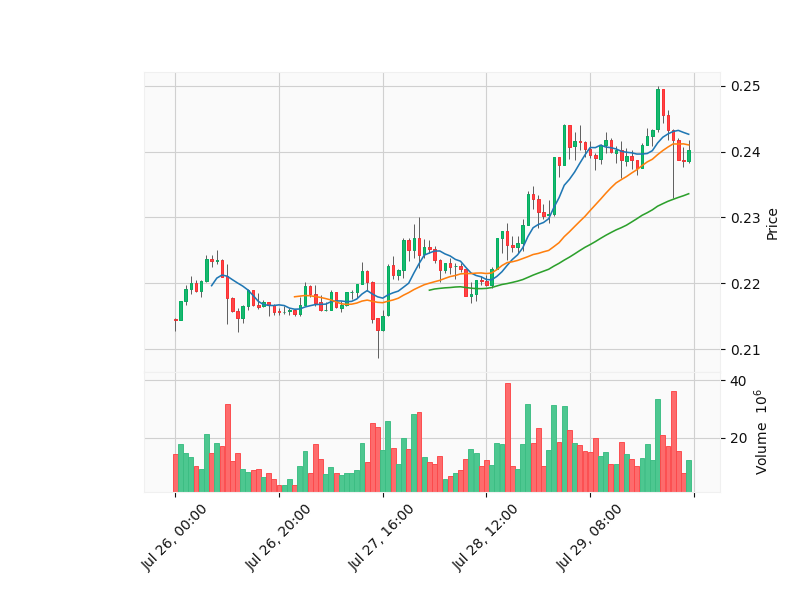 0.25
0.24
0.23
0.22
0.21
Price
40
20
Volume 10^6
Jul 26, 00:00
Jul 26, 20:00
Jul 27, 16:00
Jul 28, 12:00
Jul 29, 08:00